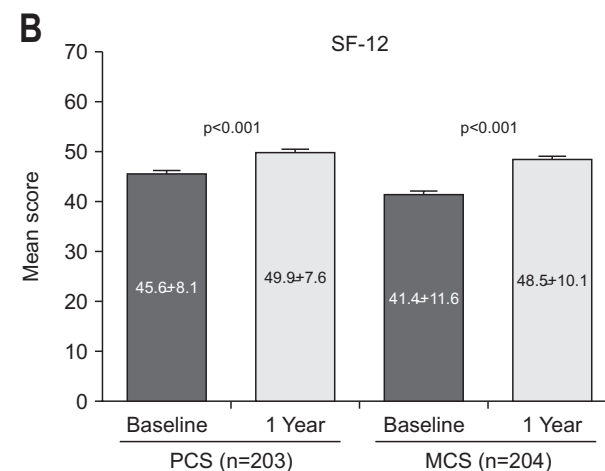 B
SF-12
Mean score
70
60
50
40
30
20
10
0
p<0.001
p<0.001
45.6±8.1
49.9±7.6
41.4±11.6
48.5±10.1
Baseline
1 Year
Baseline
1 Year
PCS (n=203)
MCS (n=204)